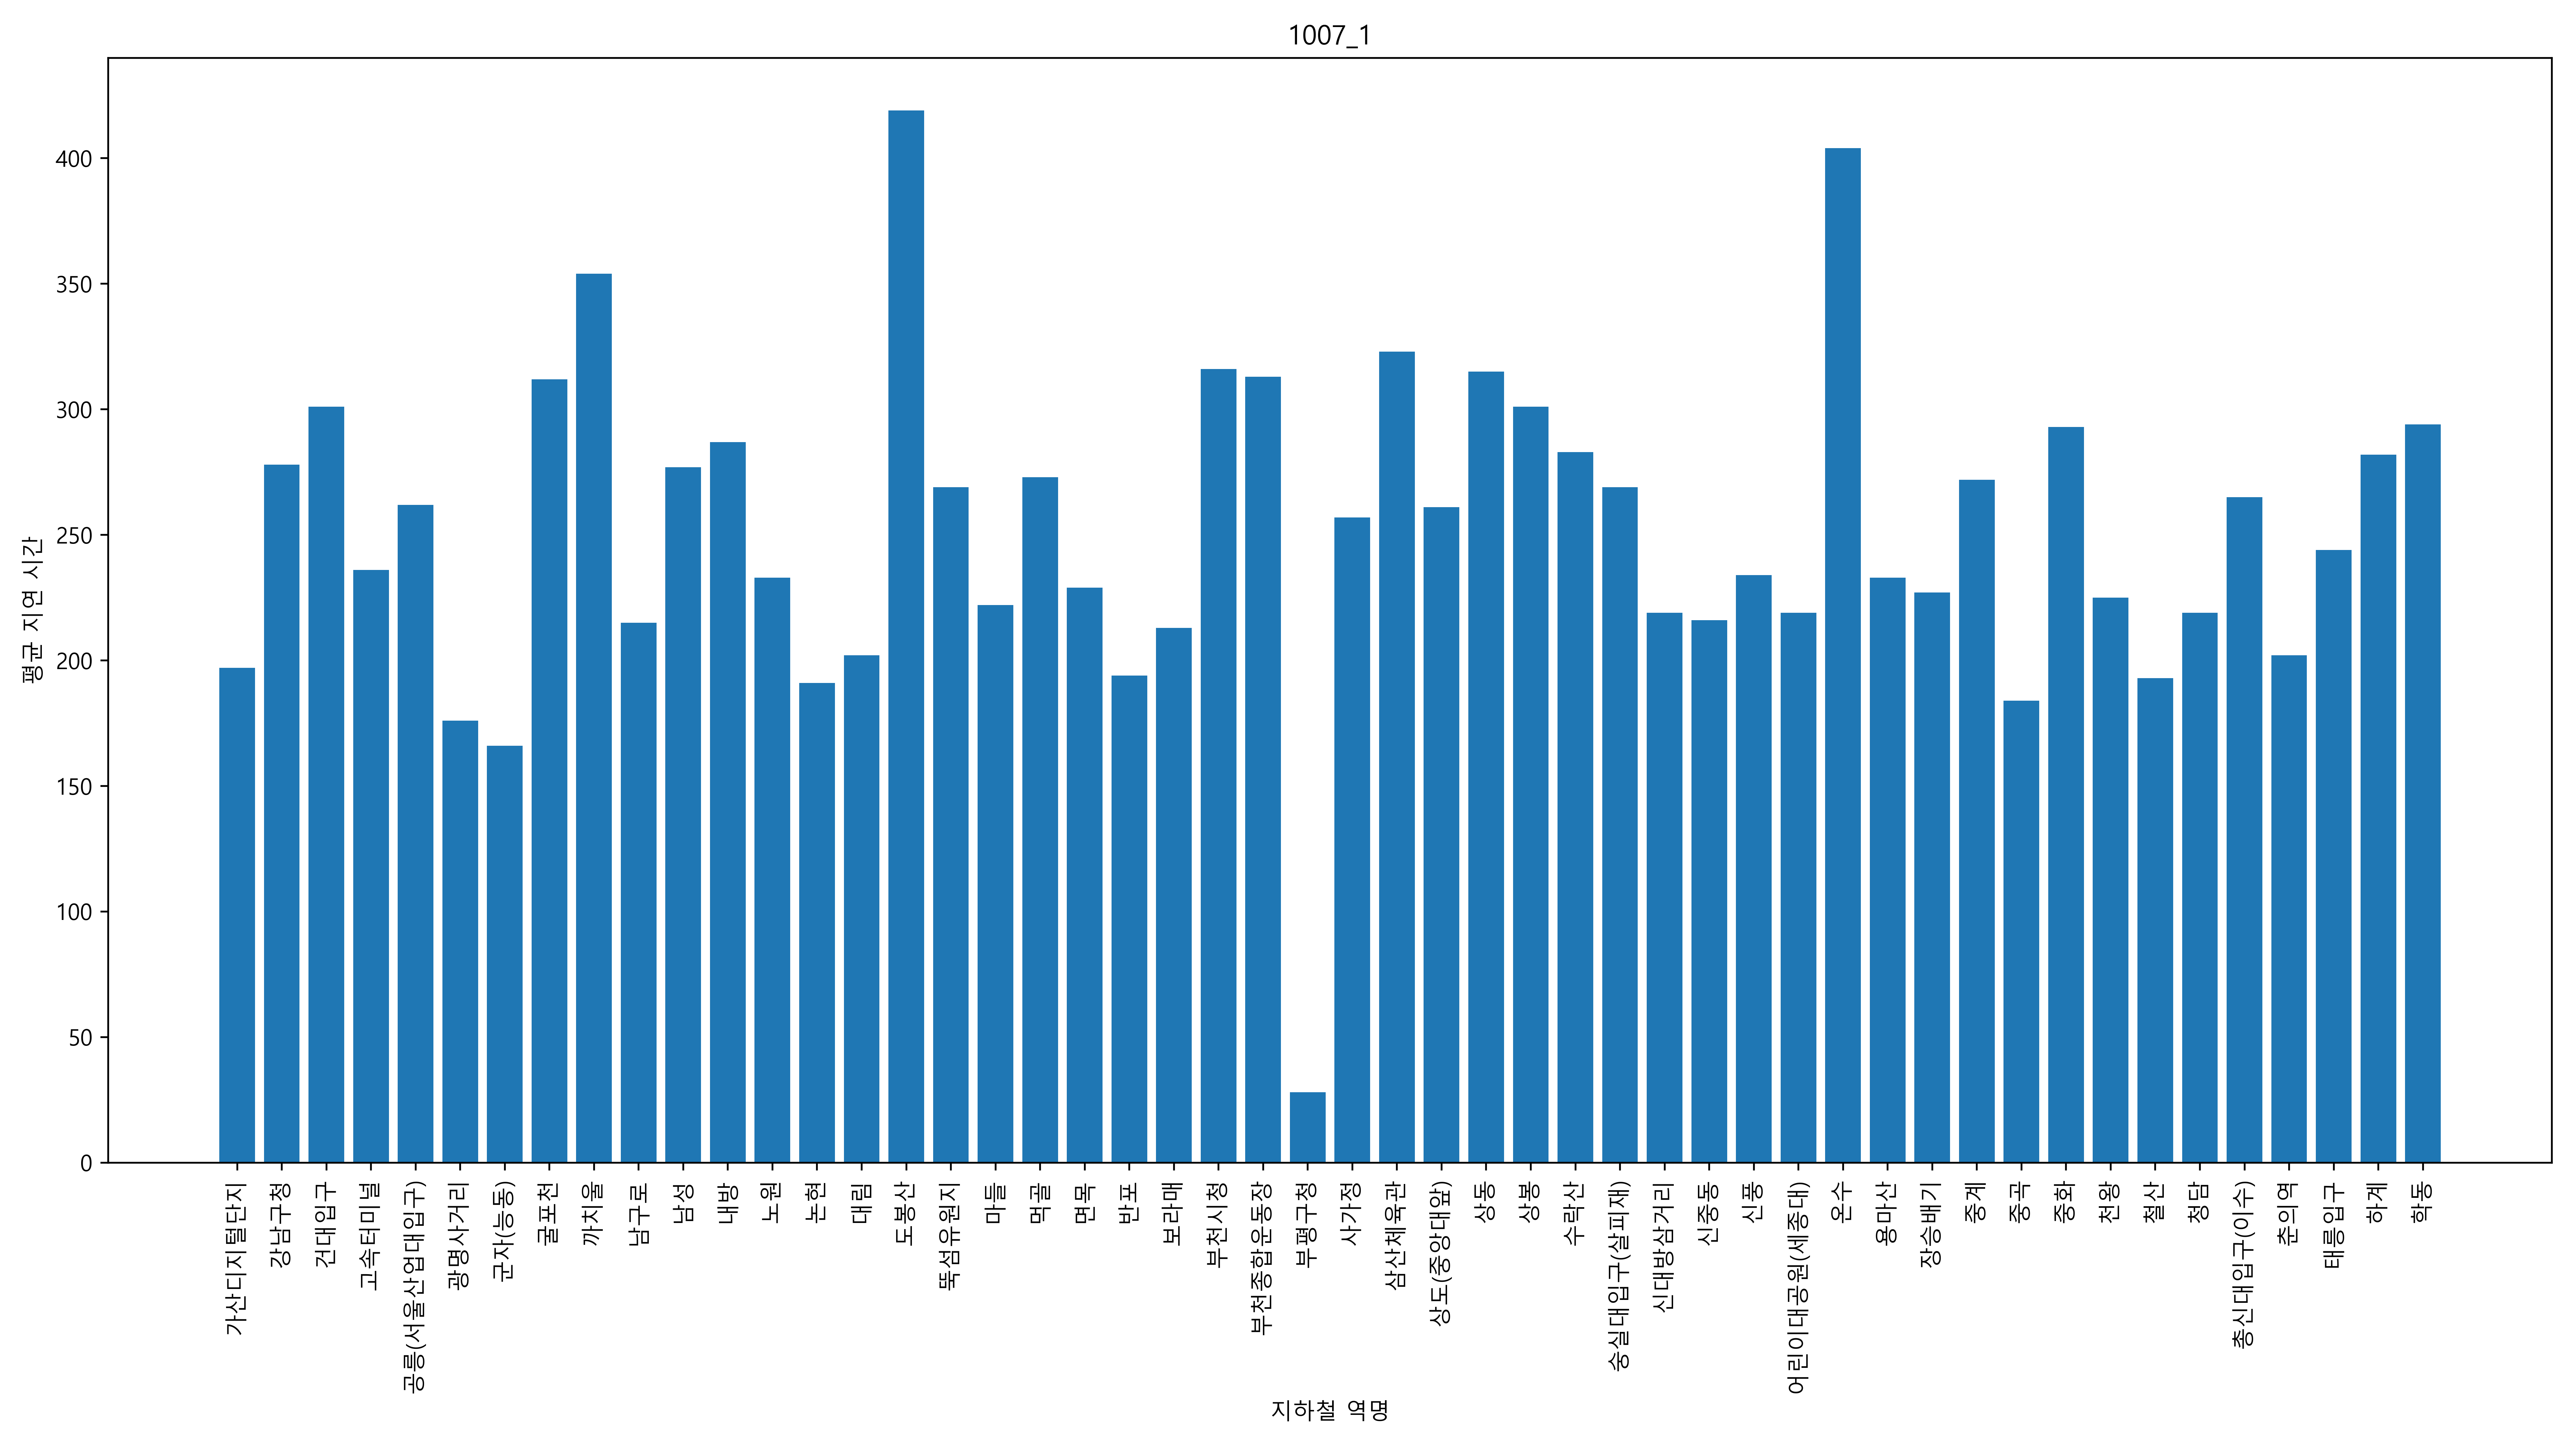 1007_1
평균 지연 시간
400
350
300
250
200
150
100
50
0
가산디지털단지
강남구청
건대입구
고속터미널
공릉(서울산업대입구)
광명사거리
군자(능동)
굴포천
까치울
남구로
남성
내방
노원
논현
대림
도봉산
뚝섬유원지
마들
먹골
면목
반포
보라매
부천시청
부천종합운동장
부평구청
사가정
삼산체육관
상도(중앙대앞)
상동
상봉
수락산
숭실대입구(살피재)
신대방삼거리
신중동
신풍
어린이대공원(세종대)
온수
용마산
장승배기
중계
중곡
중화
천왕
철산
청담
총신대입구(이수)
춘의역
태릉입구
하계
학동
지하철 역명